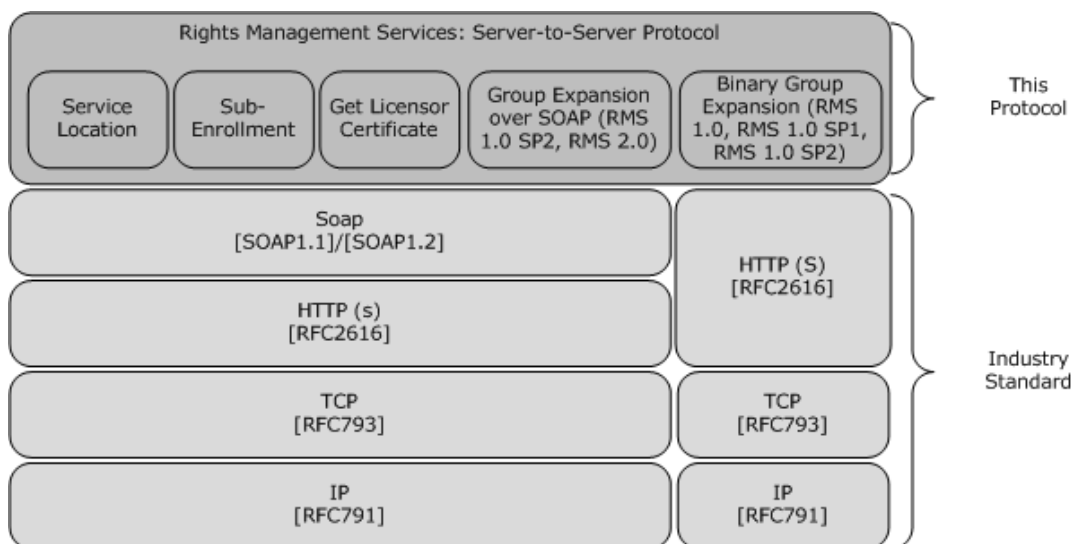 Rights Management Services: Server-to-Server Protocol
Service
Location
Sub-
Enrollment
Get Licensor
Certificate
Group Expansion
over SOAP (RMS
1.0 SP2, RMS 2.0)
Binary Group
Expansion (RMS
1.0, RMS 1.0 SP1,
RMS 1.0 SP2)
This
Protocol
Soap
[SOAP1.1]/[SOAP1.2]
HTTP (S)
[RFC2616]
HTTP (s)
[RFC2616]
Industry
Standard
TCP
[RFC793]
TCP
[RFC793]
IP
[RFC791]
IP
[RFC791]